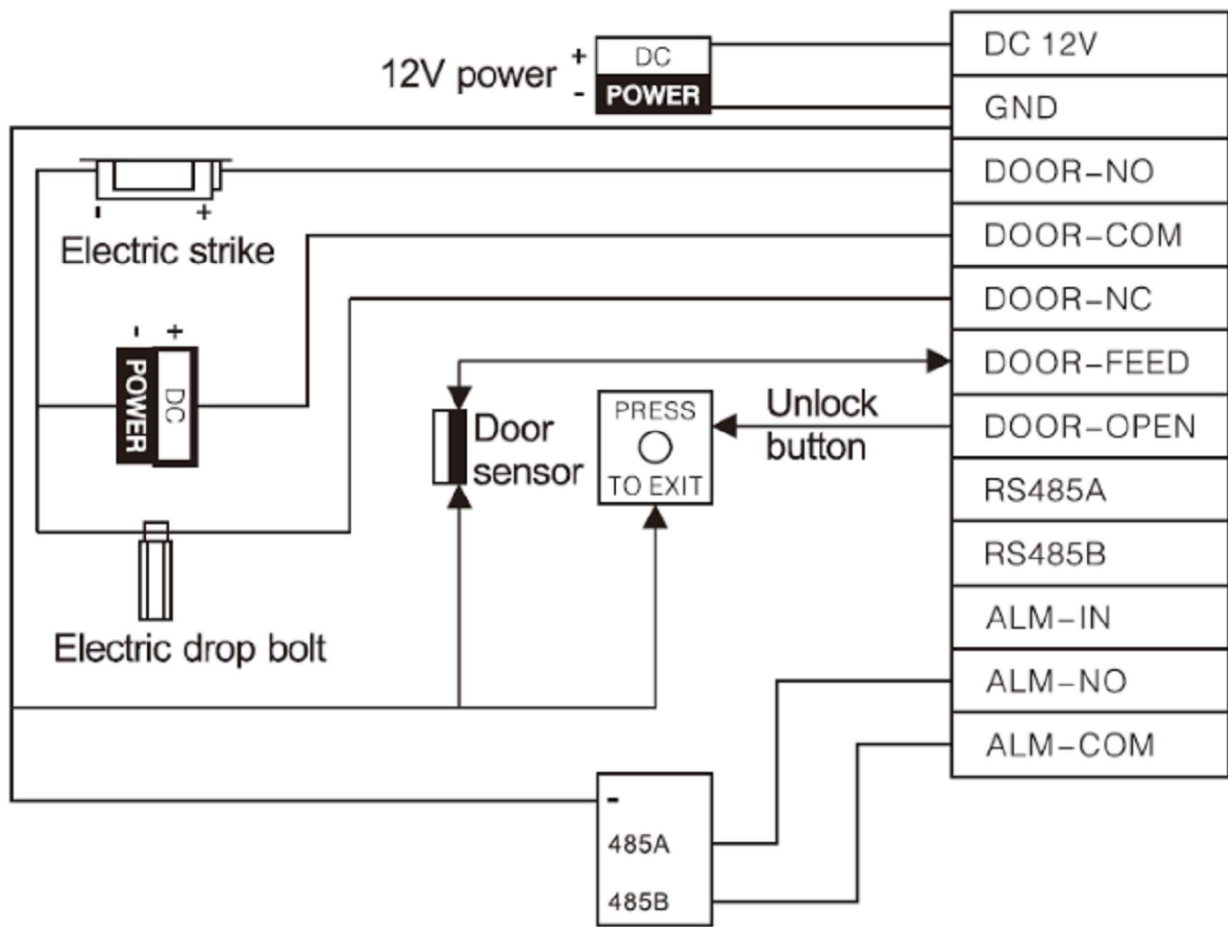 12V power
+
-
DC
POWER
DC 12V
GND
DOOR-NO
DOOR-COM
DOOR-NC
DOOR-FEED
DOOR-OPEN
RS485A
RS485B
ALM-IN
ALM-NO
ALM-COM
- +
Electric strike
- +
POWER
DC
Electric drop bolt
Door
sensor
PRESS
TO EXIT
Unlock
button
-
485A
485B